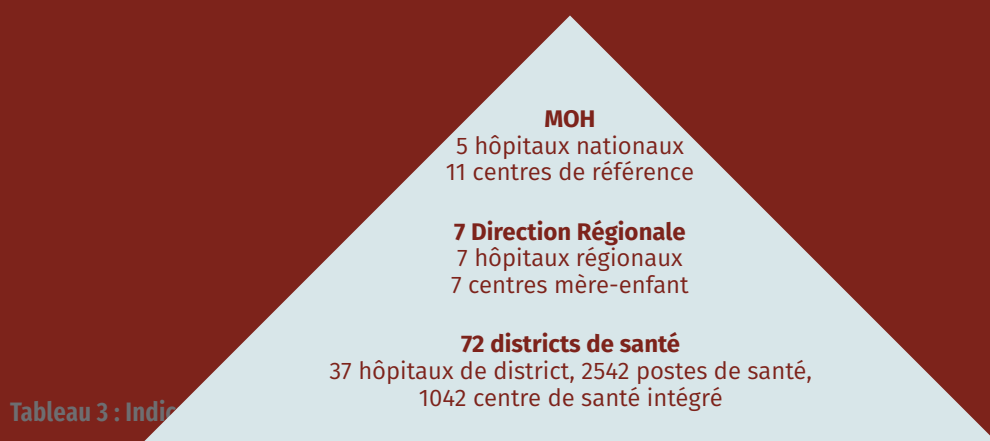 MOH
5 hôpitaux nationaux
11 centres de référence
7 Direction Régionale
7 hôpitaux régionaux
7 centres mère-enfant
72 districts de santé
37 hôpitaux de district, 2542 postes de santé,
1042 centre de santé intégré
Tableau 3 :